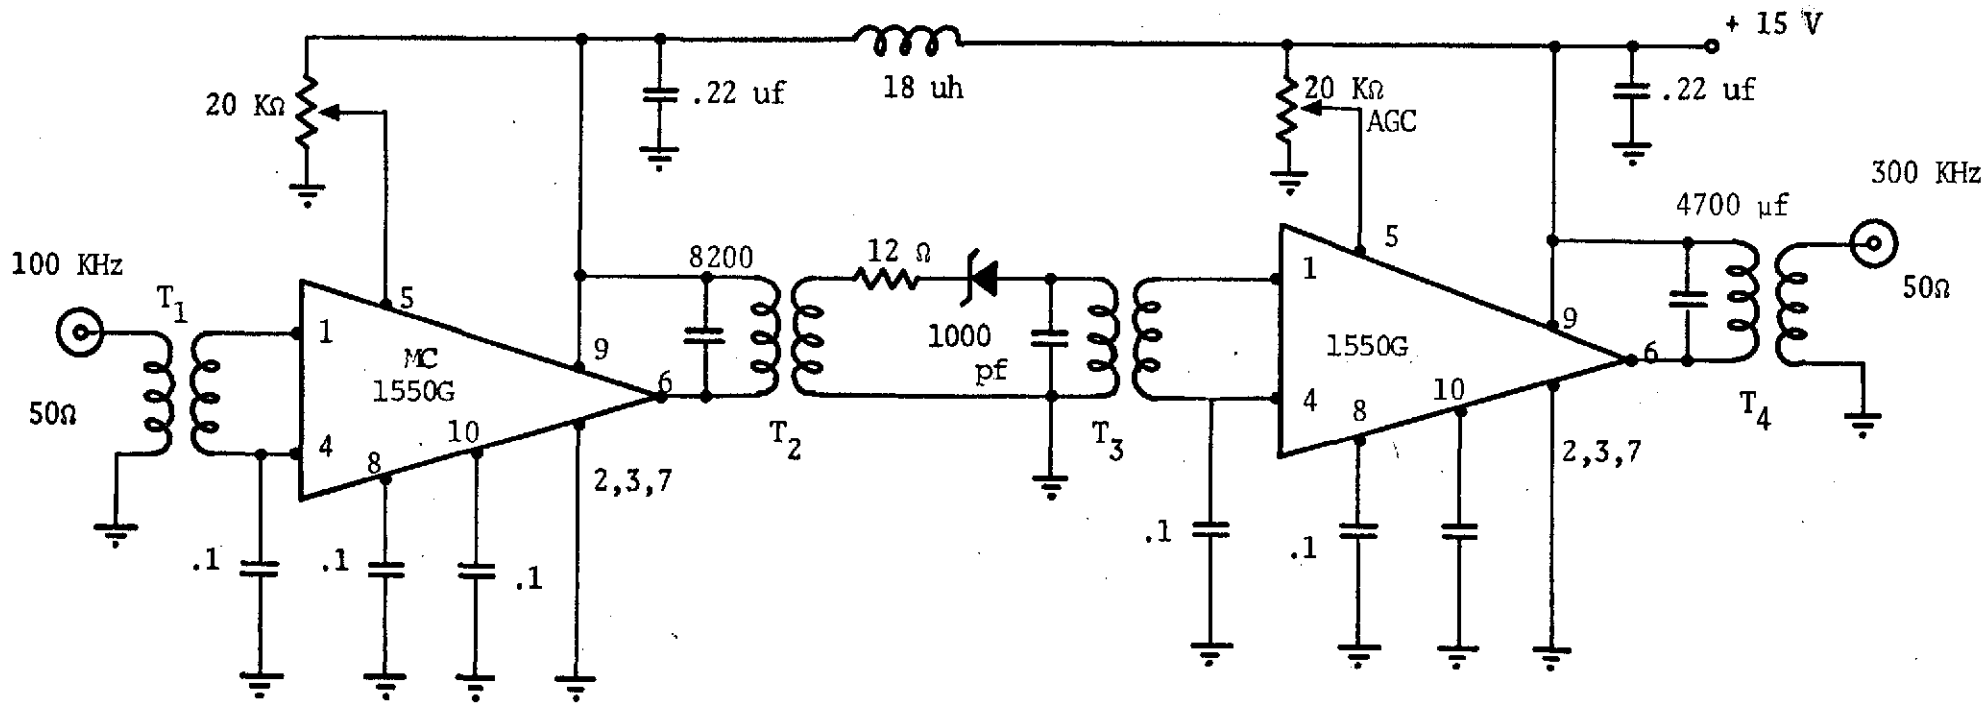 + 15 V
20 KΩ
.22 uf
18 uh
20 KΩ
AGC
.22 uf
300 KHz
50Ω
100 KHz
50Ω
T1
1
4
5
MC
1550G
8
10
9
6
2,3,7
.1
.1
.1
8200
T2
12 Ω
1000
pf
T3
1
4
5
1550G
8
10
9
6
2,3,7
.1
.1
4700 µf
T4